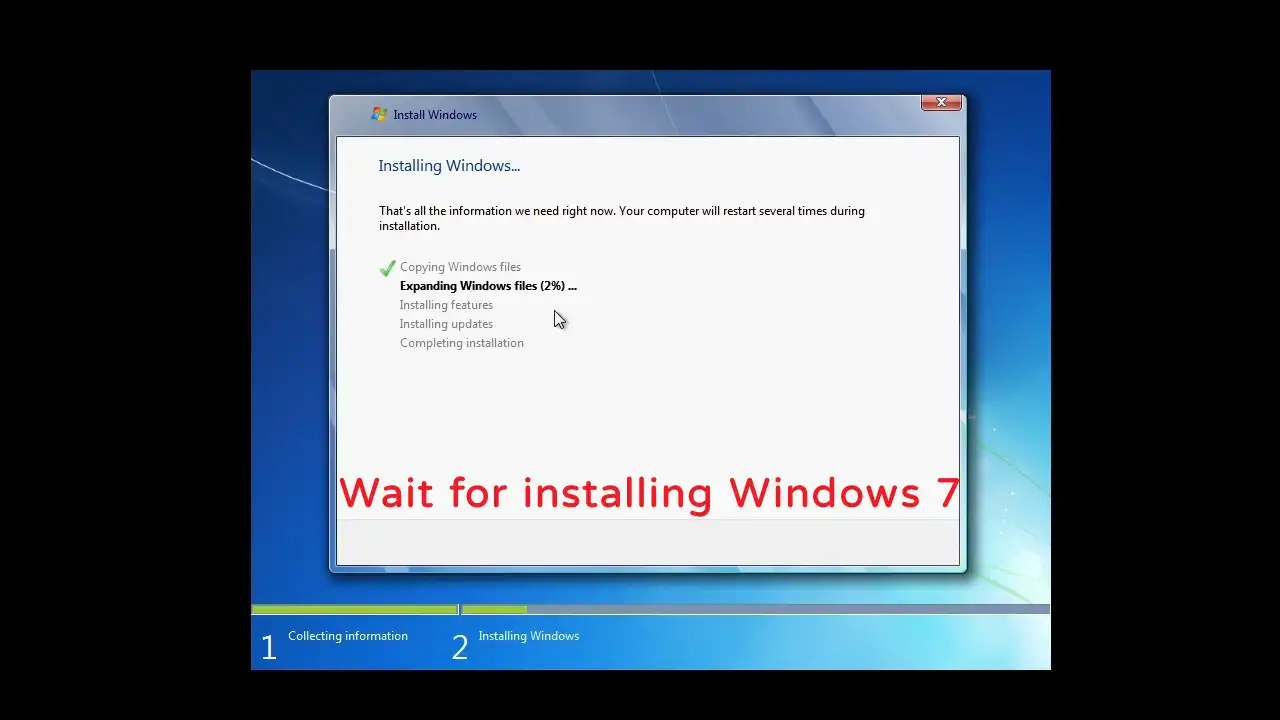 Install Windows
Installing Windows...
That's all the information we need right now. Your computer will restart several times during
installation.
Copying Windows files
Expanding Windows files (2%) ...
Installing features
Installing updates
Completing installation
Wait for installing Windows 7
1 Collecting information
2 Installing Windows